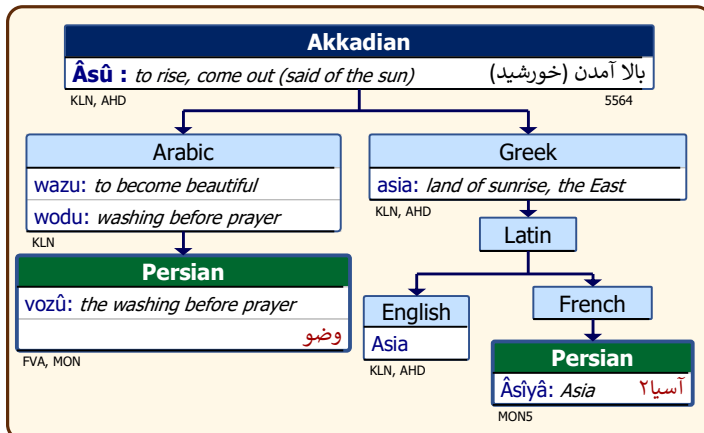 Akkadian
Âsû : to rise, come out (said of the sun) بالا آمدن (خورشید)
KLN, AHD 5564
Arabic
wazu: to become beautiful
wodu: washing before prayer
KLN
Greek
asia: land of sunrise, the East
KLN, AHD
Latin
Persian
vozû: the washing before prayer
وضو
FVA, MON
English
Asia
KLN, AHD
French
Persian
Âsîyâ: Asia آسیا۲
MON5